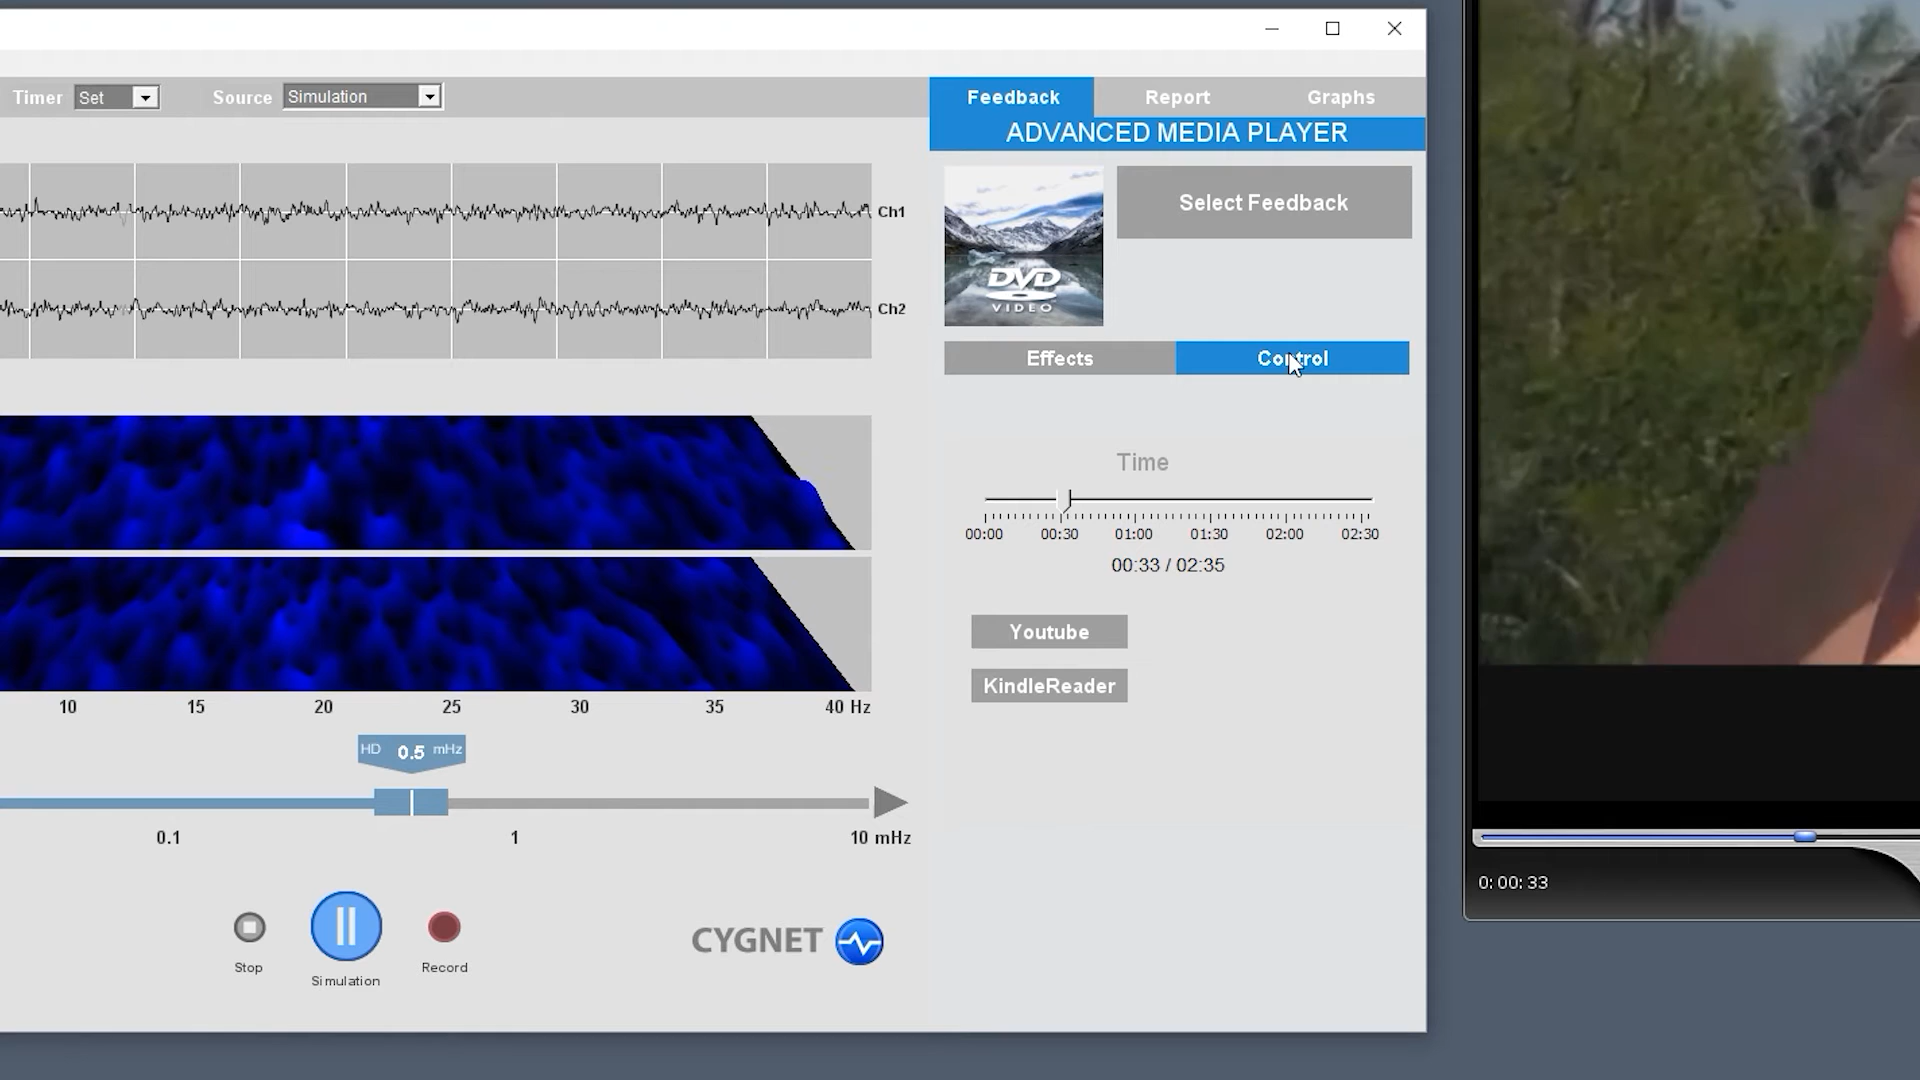 Timer Set Source Simulation
Feedback Report Graphs
ADVANCED MEDIA PLAYER
DVD
VIDEO
Select Feedback
Effects Control
Ch1
Ch2
Time
00:00 00:30 01:00 01:30 02:00 02:30
00:33 / 02:35
Youtube
KindleReader
10 15 20 25 30 35 40 Hz
HD 0.5 mHz
0.1 1 10 mHz
Stop Simulation Record
CYGNET
0:00:33